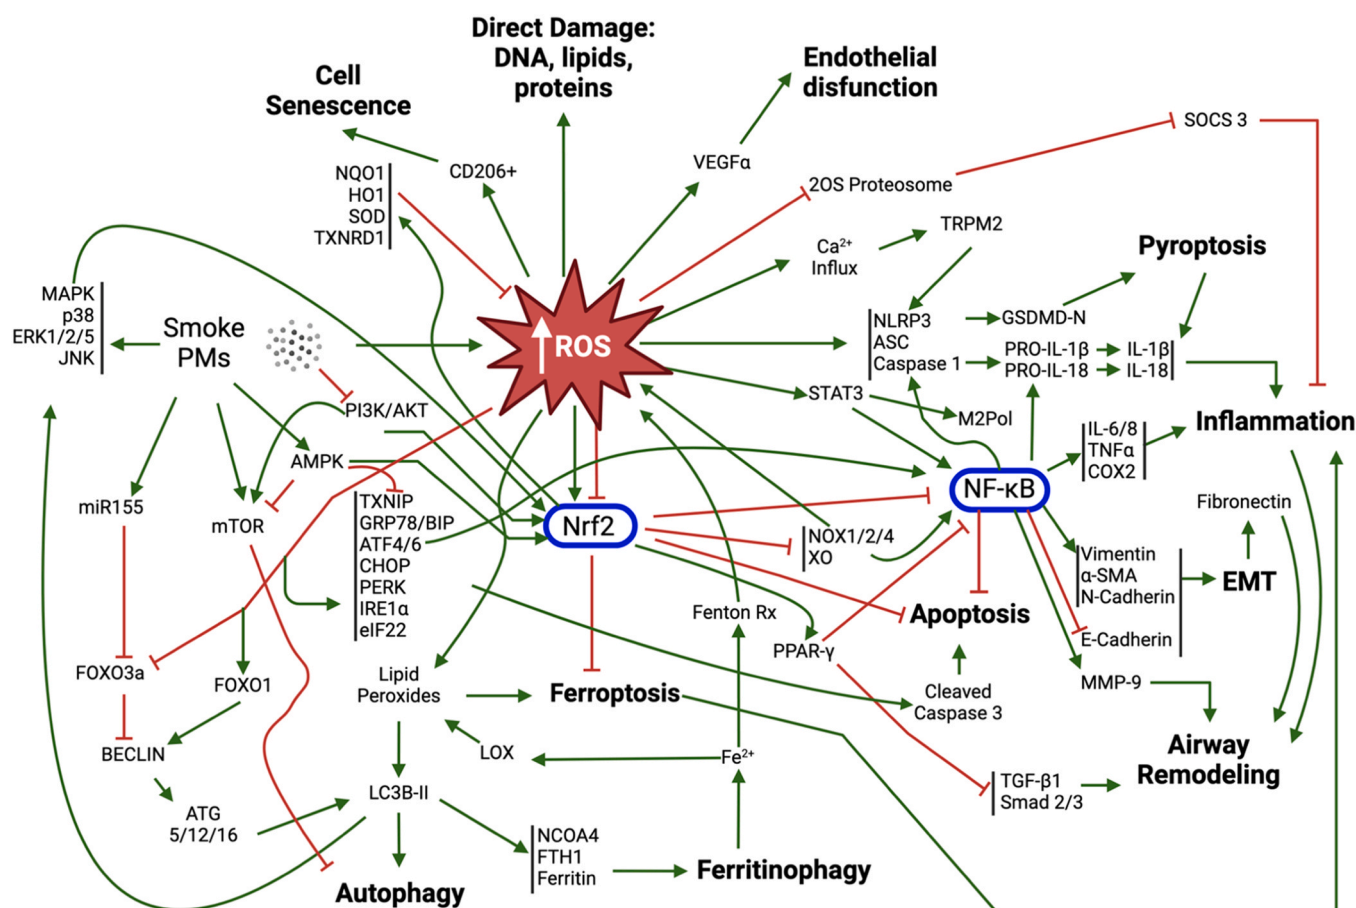 Direct Damage:
DNA, lipids,
proteins
Endothelial
disfunction
Cell
Senescence
SOCS 3
VEGFα
CD206+
NQO1
HO1
SOD
TXNRD1
2OS Proteosome
TRPM2
Ca2+
Influx
Pyroptosis
MAPK
p38
ERK1/2/5
JNK
Smoke
PMs
ROS
NLRP3
ASC
Caspase 1
GSDMD-N
PRO-IL-1β
PRO-IL-18
IL-1β
IL-18
STAT3
M2Pol
PI3K/AKT
Inflammation
IL-6/8
TNFα
COX2
AMPK
NF-κB
miR155
mTOR
TXNIP
GRP78/BIP
ATF4/6
CHOP
PERK
IRE1α
eIF22
Nrf2
NOX1/2/4
XO
Fibronectin
Vimentin
α-SMA
N-Cadherin
EMT
E-Cadherin
Fenton Rx
Apoptosis
PPAR-γ
FOXO3a
FOXO1
Lipid
Peroxides
Ferroptosis
Cleaved
Caspase 3
MMP-9
Airway
Remodeling
BECLIN
LOX
Fe2+
TGF-β1
Smad 2/3
ATG
5/12/16
LC3B-II
NCOA4
FTH1
Ferritin
Ferritinophagy
Autophagy